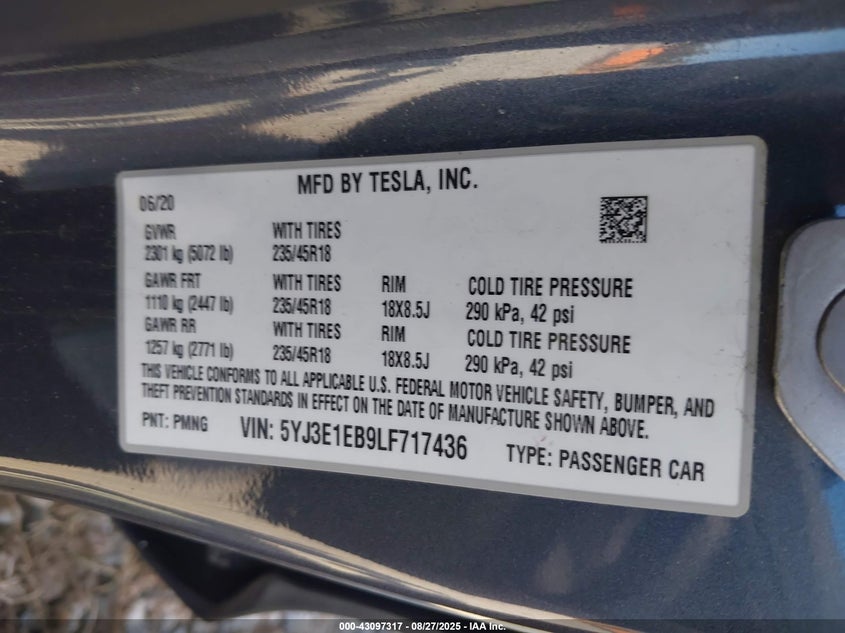 MFD BY TESLA, INC.
06/20
GVWR WITH TIRES
2301 kg (5072 lb) 235/45R18
GAWR FRT WITH TIRES RIM COLD TIRE PRESSURE
1110 kg (2447 lb) 235/45R18 18X8.5J 290 kPa, 42 psi
GAWR RR WITH TIRES RIM COLD TIRE PRESSURE
1257 kg (2771 lb) 235/45R18 18X8.5J 290 kPa, 42 psi
THIS VEHICLE CONFORMS TO ALL APPLICABLE U.S. FEDERAL MOTOR VEHICLE SAFETY, BUMPER, AND
THEFT PREVENTION STANDARDS IN EFFECT ON THE DATE OF MANUFACTURE SHOWN ABOVE.
PNT: PMNG VIN: 5YJ3E1EB9LF717436 TYPE: PASSENGER CAR
000-43097317 - 08/27/2025 - IAA Inc.